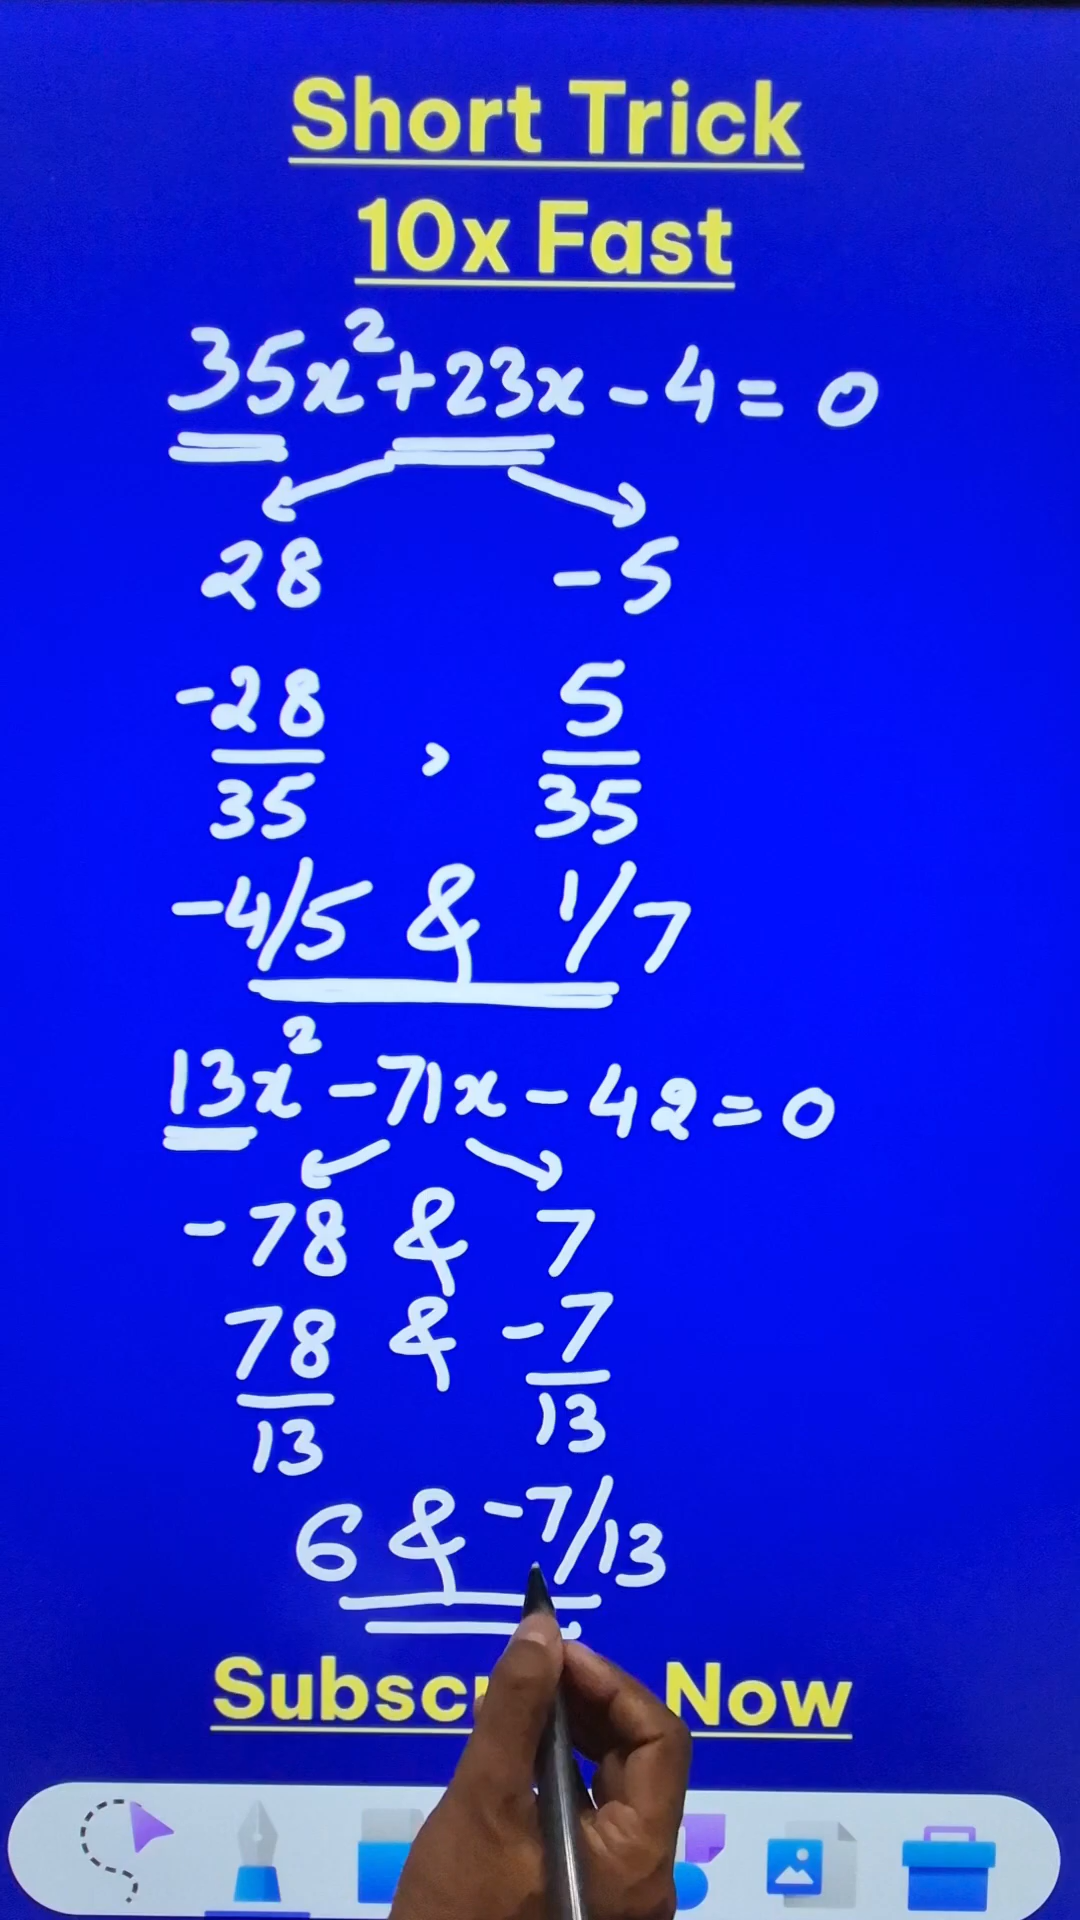 Short Trick
10x Fast
35x²+23x-4=0
28 -5
-28/35 , 5/35
-4/5 & 1/7
13x²-71x-42=0
-78 & 7
78/13 & -7/13
6 & -7/13
Now